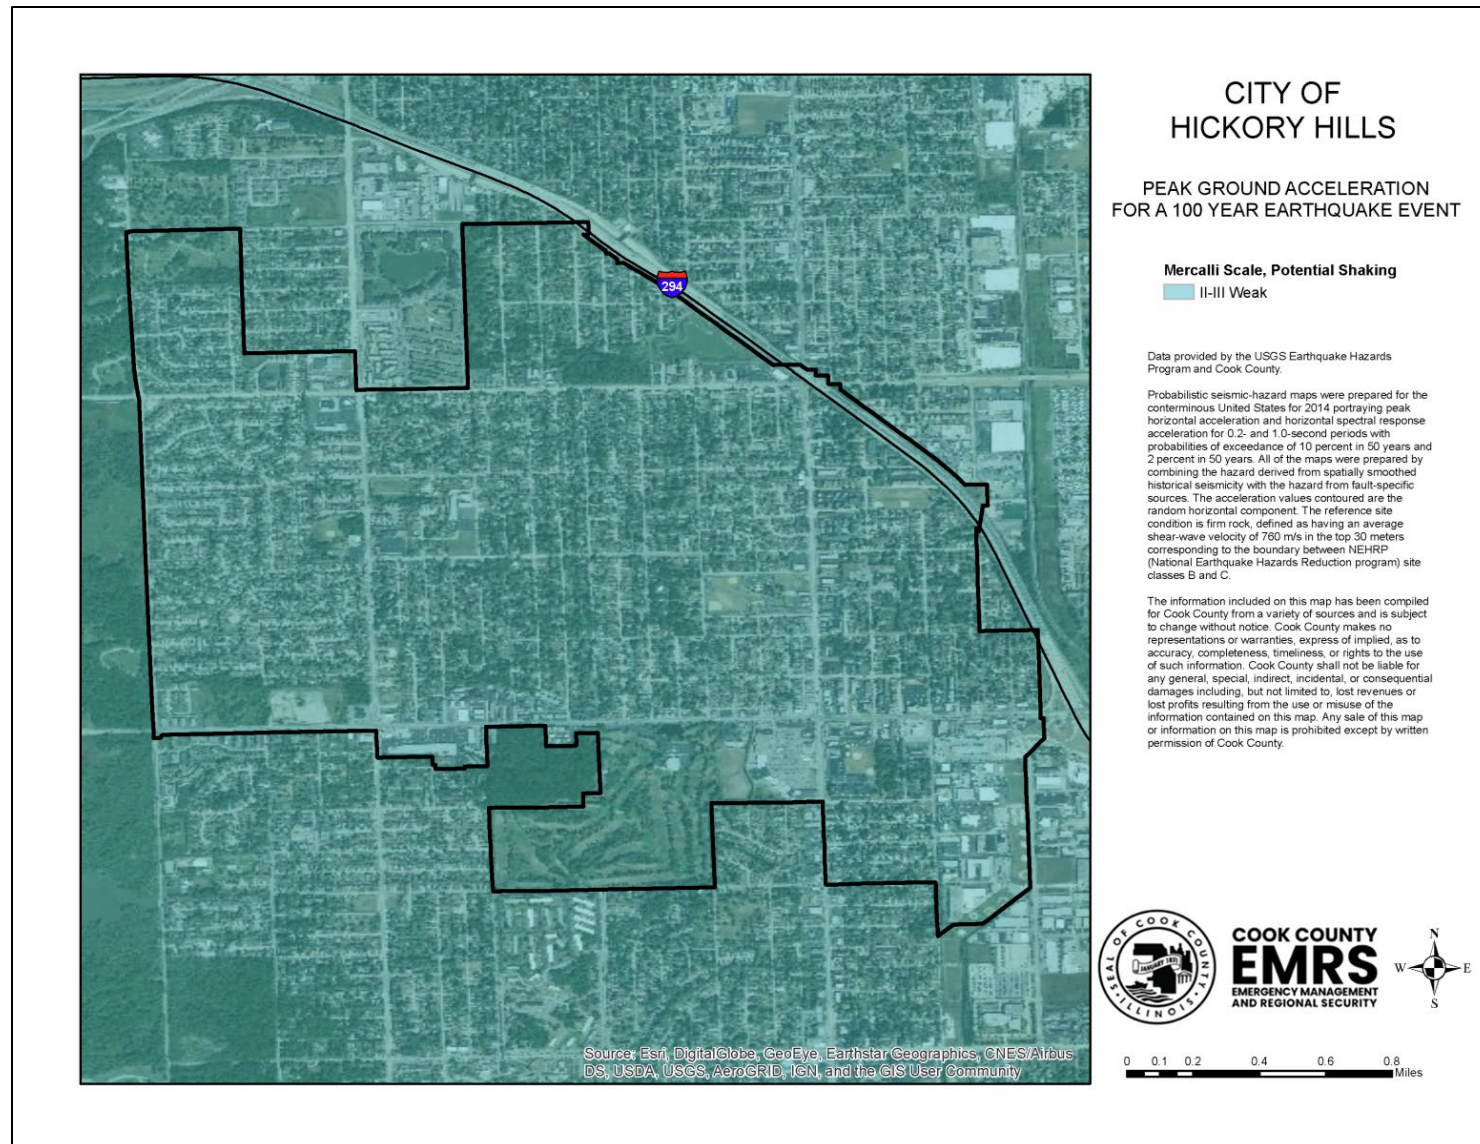 CITY OF
HICKORY HILLS
PEAK GROUND ACCELERATION
FOR A 100 YEAR EARTHQUAKE EVENT
Mercalli Scale, Potential Shaking
II-III Weak
Data provided by the USGS Earthquake Hazards
Program and Cook County.
Probabilistic seismic-hazard maps were prepared for the
conterminous United States for 2014 portraying peak
horizontal acceleration and horizontal spectral response
acceleration for 0.2- and 1.0-second periods with
probabilities of exceedance of 10 percent in 50 years and
2 percent in 50 years. All of the maps were prepared by
combining the hazard derived from spatially smoothed
historical seismicity with the hazard from fault-specific
sources. The acceleration values contoured are the
random horizontal component. The reference site
condition is firm rock, defined as having an average
shear-wave velocity of 760 m/s in the top 30 meters
corresponding to the boundary between NEHRP
(National Earthquake Hazards Reduction program) site
classes B and C.
The information included on this map has been compiled
for Cook County from a variety of sources and is subject
to change without notice. Cook County makes no
representations or warranties, express of implied, as to
accuracy, completeness, timeliness, or rights to the use
of such information. Cook County shall not be liable for
any general, special, indirect, incidental, or consequential
damages including, but not limited to, lost revenues or
lost profits resulting from the use or misuse of the
information contained on this map. Any sale of this map
or information on this map is prohibited except by written
permission of Cook County.
294
SEAL OF COOK COUNTY
JANUARY 1831
ILLINOIS
COOK COUNTY
EMRS
EMERGENCY MANAGEMENT
AND REGIONAL SECURITY
N
W E
S
Source: Esri, DigitalGlobe, GeoEye, Earthstar Geographics, CNES/Airbus
DS, USDA, USGS, AeroGRID, IGN, and the GIS User Community
0 0.1 0.2 0.4 0.6 0.8
Miles